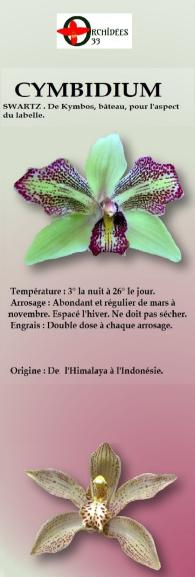 ORCHIDÉES
33
CYMBIDIUM
SWARTZ . De Kymbos, bâteau, pour l'aspect
du labelle.
Température : 3° la nuit à 26° le jour.
Arrosage : Abondant et régulier de mars à
novembre. Espacé l'hiver. Ne doit pas sécher.
Engrais : Double dose à chaque arrosage.
Origine : De l'Himalaya à l'Indonésie.